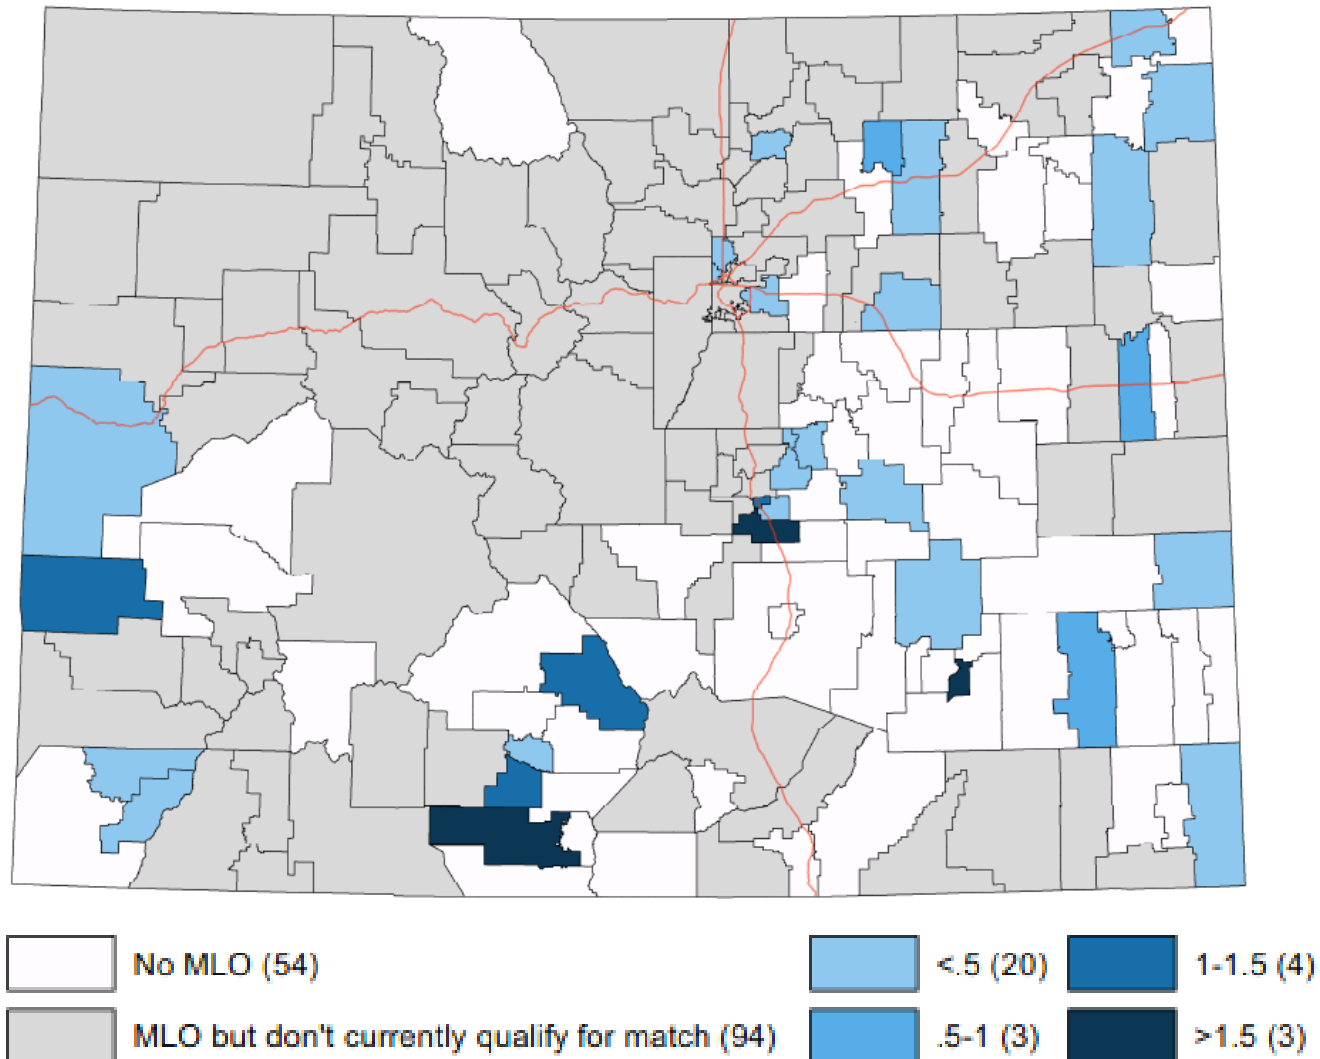 No MLO (54)
<.5 (20)
1-1.5 (4)
MLO but don't currently qualify for match (94)
.5-1 (3)
>1.5 (3)